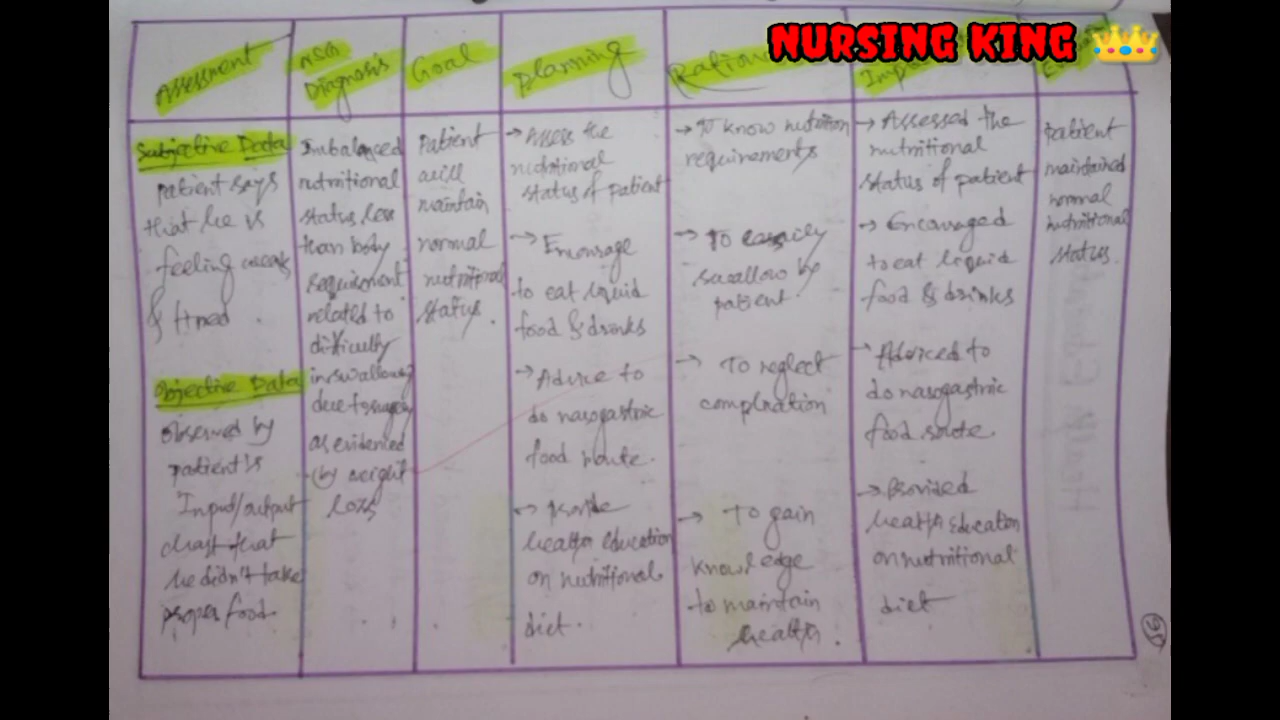 NURSING KING
Assessment
NSG
Diagnosis
Goal
Planning
Subjective Data
patient says
that he is
feeling weak
& tired.
Objective Data
observed by
patient's
Input/output
chart that
he didn't take
proper food.
Imbalanced
nutritional
status less
than body
requirement
related to
difficulty
in swallowing
due to surgery
as evidenced
by weight
loss
Patient
will
maintain
normal
nutritional
status.
→ Assess the
nutritional
status of patient
→ Encourage
to eat liquid
food & drinks
→ Advice to
do nasogastric
food route.
→ Provide
health education
on nutritional
diet.
→ To know nutrition
requirements
→ To easily
swallow by
patient.
→ To neglect
complication
→ To gain
knowledge
to maintain
health.
→ Assessed the
nutritional
status of patient
→ Encouraged
to eat liquid
food & drinks
→ Adviced to
do nasogastric
food route.
→ Provided
health education
on nutritional
diet
Patient
maintained
normal
nutritional
status.